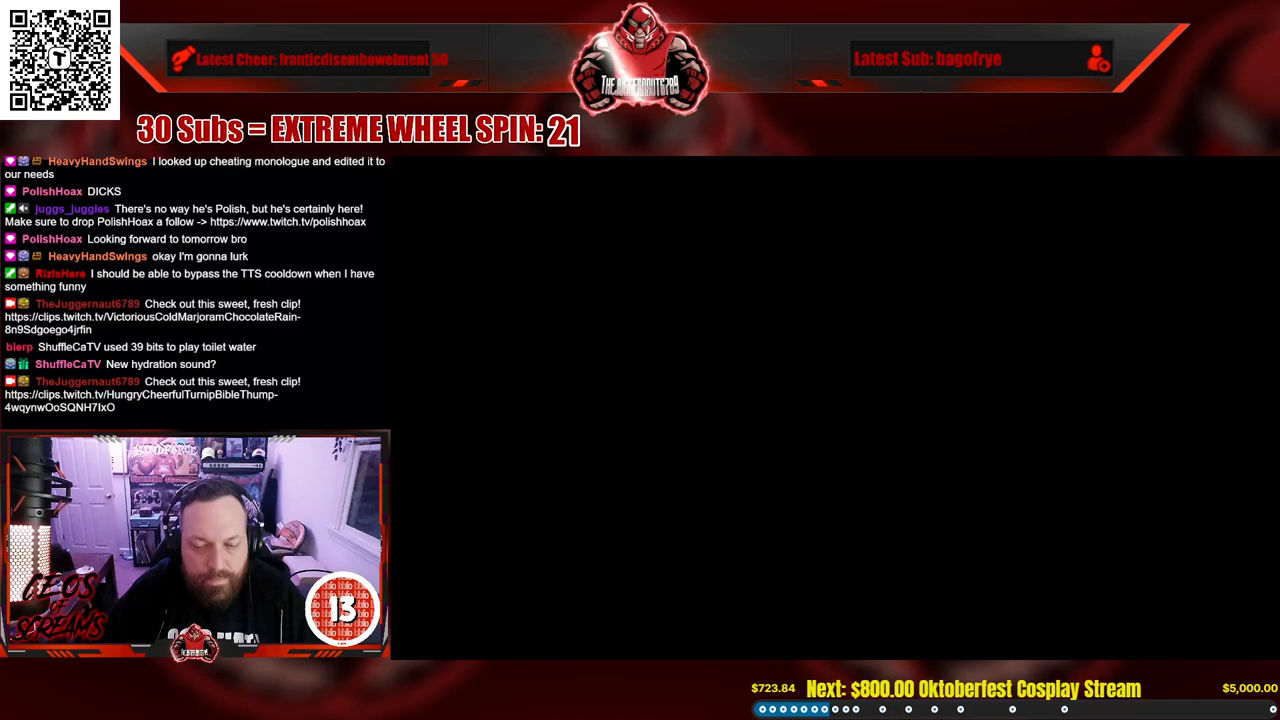 Latest Cheer: franticdisembowelment 50
THEJUGGERNAUT6789
Latest Sub: bagofrye
30 Subs = EXTREME WHEEL SPIN: 21
HeavyHandSwings I looked up cheating monologue and edited it to
our needs
PolishHoax DICKS
juggs_juggles There's no way he's Polish, but he's certainly here!
Make sure to drop PolishHoax a follow -> https://www.twitch.tv/polishhoax
PolishHoax Looking forward to tomorrow bro
HeavyHandSwings okay I'm gonna lurk
RizIsHere I should be able to bypass the TTS cooldown when I have
something funny
TheJuggernaut6789 Check out this sweet, fresh clip!
https://clips.twitch.tv/VictoriousColdMarjoramChocolateRain-
8n9Sdgoego4jrfin
blerp ShuffleCaTV used 39 bits to play toilet water
ShuffleCaTV New hydration sound?
TheJuggernaut6789 Check out this sweet, fresh clip!
https://clips.twitch.tv/HungryCheerfulTurnipBibleThump-
4wqynwOoSQNH7IxO
CEOS
OF
SCREAMS
13
$723.84 Next: $800.00 Oktoberfest Cosplay Stream $5,000.00